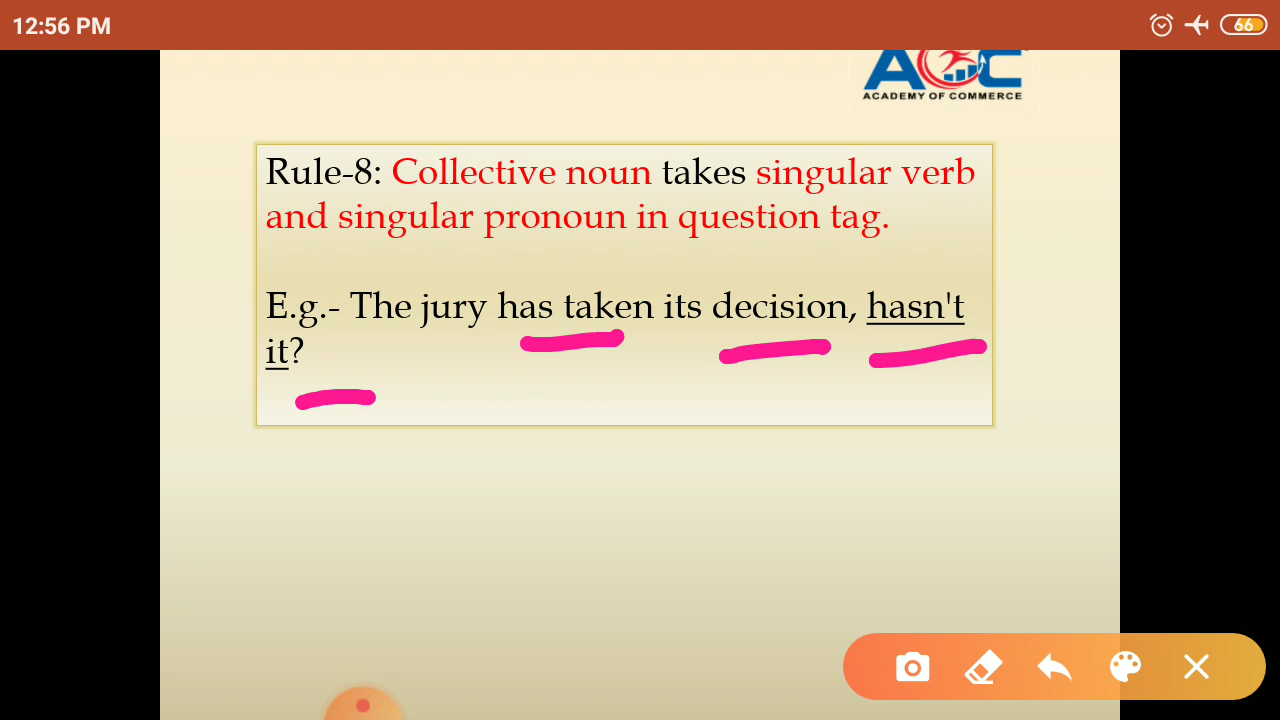 12:56 PM
66
AOC
ACADEMY OF COMMERCE
Rule-8: Collective noun takes singular verb
and singular pronoun in question tag.
E.g.- The jury has taken its decision, hasn't
it?